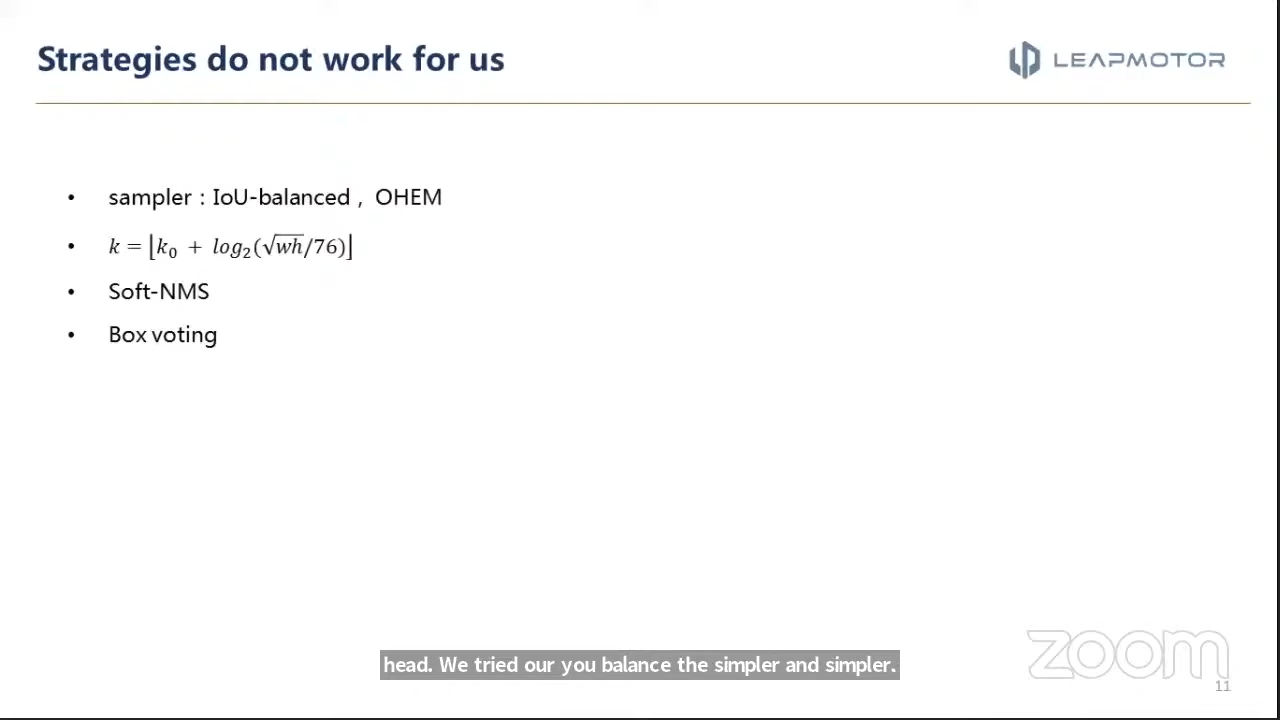 Strategies do not work for us
LEAPMOTOR
• sampler：IoU-balanced，OHEM
• k = ⌊k₀ + log₂(√wh/76)⌋
• Soft-NMS
• Box voting
head. We tried our you balance the simpler and simpler.
zoom
11